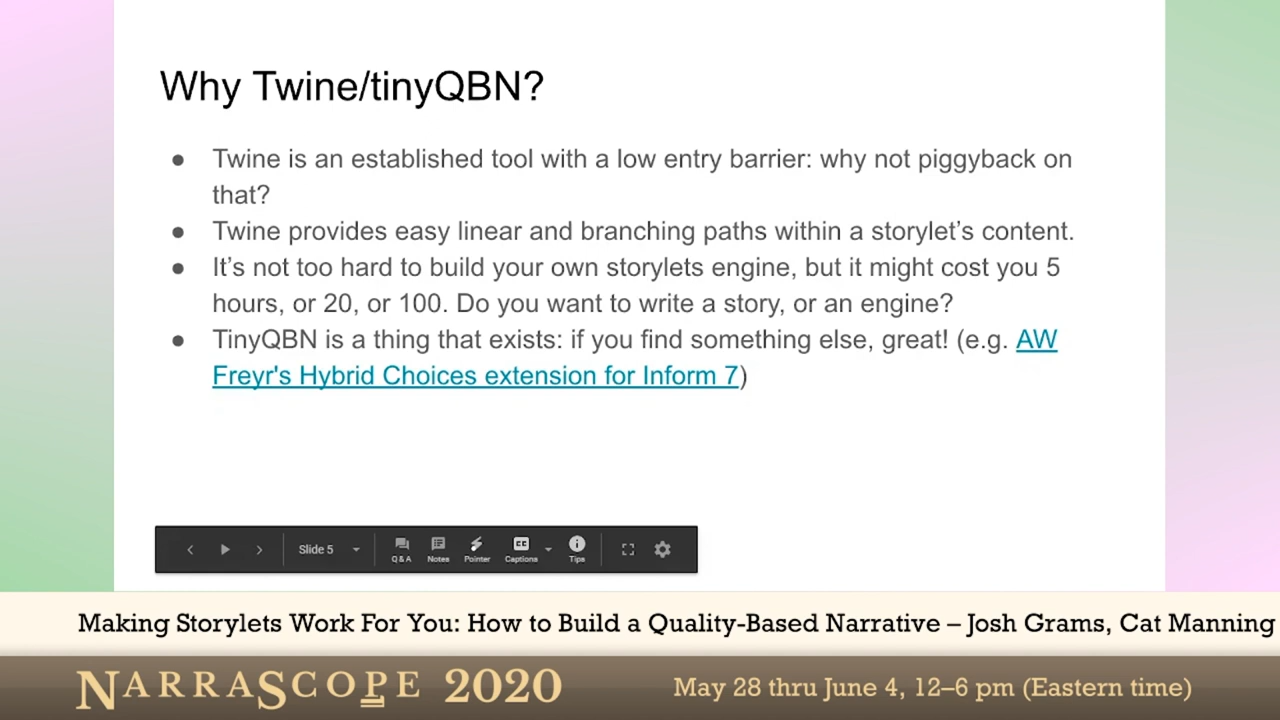 Why Twine/tinyQBN?
● Twine is an established tool with a low entry barrier: why not piggyback on
that?
● Twine provides easy linear and branching paths within a storylet’s content.
● It’s not too hard to build your own storylets engine, but it might cost you 5
hours, or 20, or 100. Do you want to write a story, or an engine?
● TinyQBN is a thing that exists: if you find something else, great! (e.g. AW
Freyr's Hybrid Choices extension for Inform 7)
Slide 5
Q & A Notes Pointer Captions Tips
CC
Making Storylets Work For You: How to Build a Quality-Based Narrative – Josh Grams, Cat Manning
NARRASCOPE 2020
May 28 thru June 4, 12–6 pm (Eastern time)